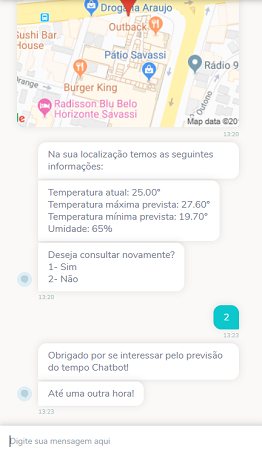 Drogaria Araujo
Outback
Sushi Bar
House
Pátio Savassi
Rádio 9
ange
R. Outono
Burger King
Radisson Blu Belo
Horizonte Savassi
Map data ©20
13:20
Na sua localização temos as seguintes
informações:
Temperatura atual: 25.00°
Temperatura máxima prevista: 27.60°
Temperatura mínima prevista: 19.70°
Umidade: 65%
Deseja consultar novamente?
1- Sim
2- Não
13:20
2
13:23
Obrigado por se interessar pelo previsão
do tempo Chatbot!
Até uma outra hora!
13:23
Digite sua mensagem aqui